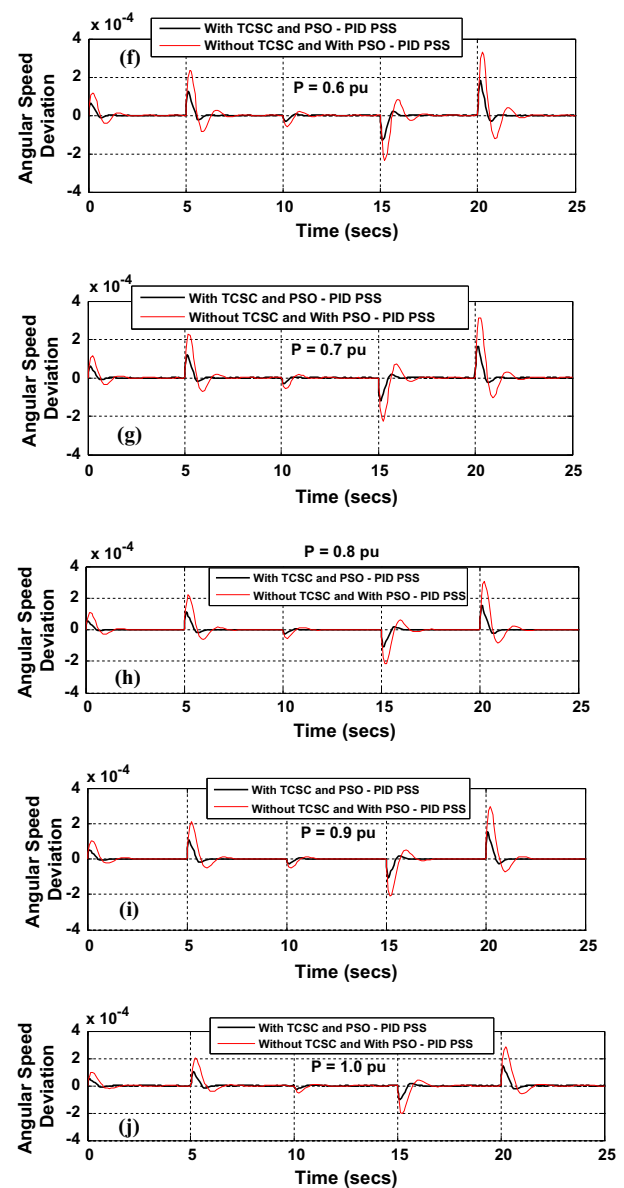 x 10-4
With TCSC and PSO - PID PSS
Without TCSC and With PSO - PID PSS
(f)
P = 0.6 pu
Angular Speed
Deviation
4
2
0
-2
-4
0 5 10 15 20 25
Time (secs)
x 10-4
With TCSC and PSO - PID PSS
Without TCSC and With PSO - PID PSS
P = 0.7 pu
Angular Speed
Deviation
4
2
0
-2
-4
(g)
0 5 10 15 20 25
Time (secs)
x 10-4
P = 0.8 pu
With TCSC and PSO - PID PSS
Without TCSC and With PSO - PID PSS
Angular Speed
Deviation
4
2
0
-2
-4
(h)
0 5 10 15 20 25
Time (secs)
x 10-4
With TCSC and PSO - PID PSS
Without TCSC and With PSO - PID PSS
P = 0.9 pu
Angular Speed
Deviation
4
2
0
-2
-4
(i)
0 5 10 15 20 25
Time (secs)
x 10-4
With TCSC and PSO - PID PSS
Without TCSC and With PSO - PID PSS
P = 1.0 pu
Angular Speed
Deviation
4
2
0
-2
-4
(j)
0 5 10 15 20 25
Time (secs)